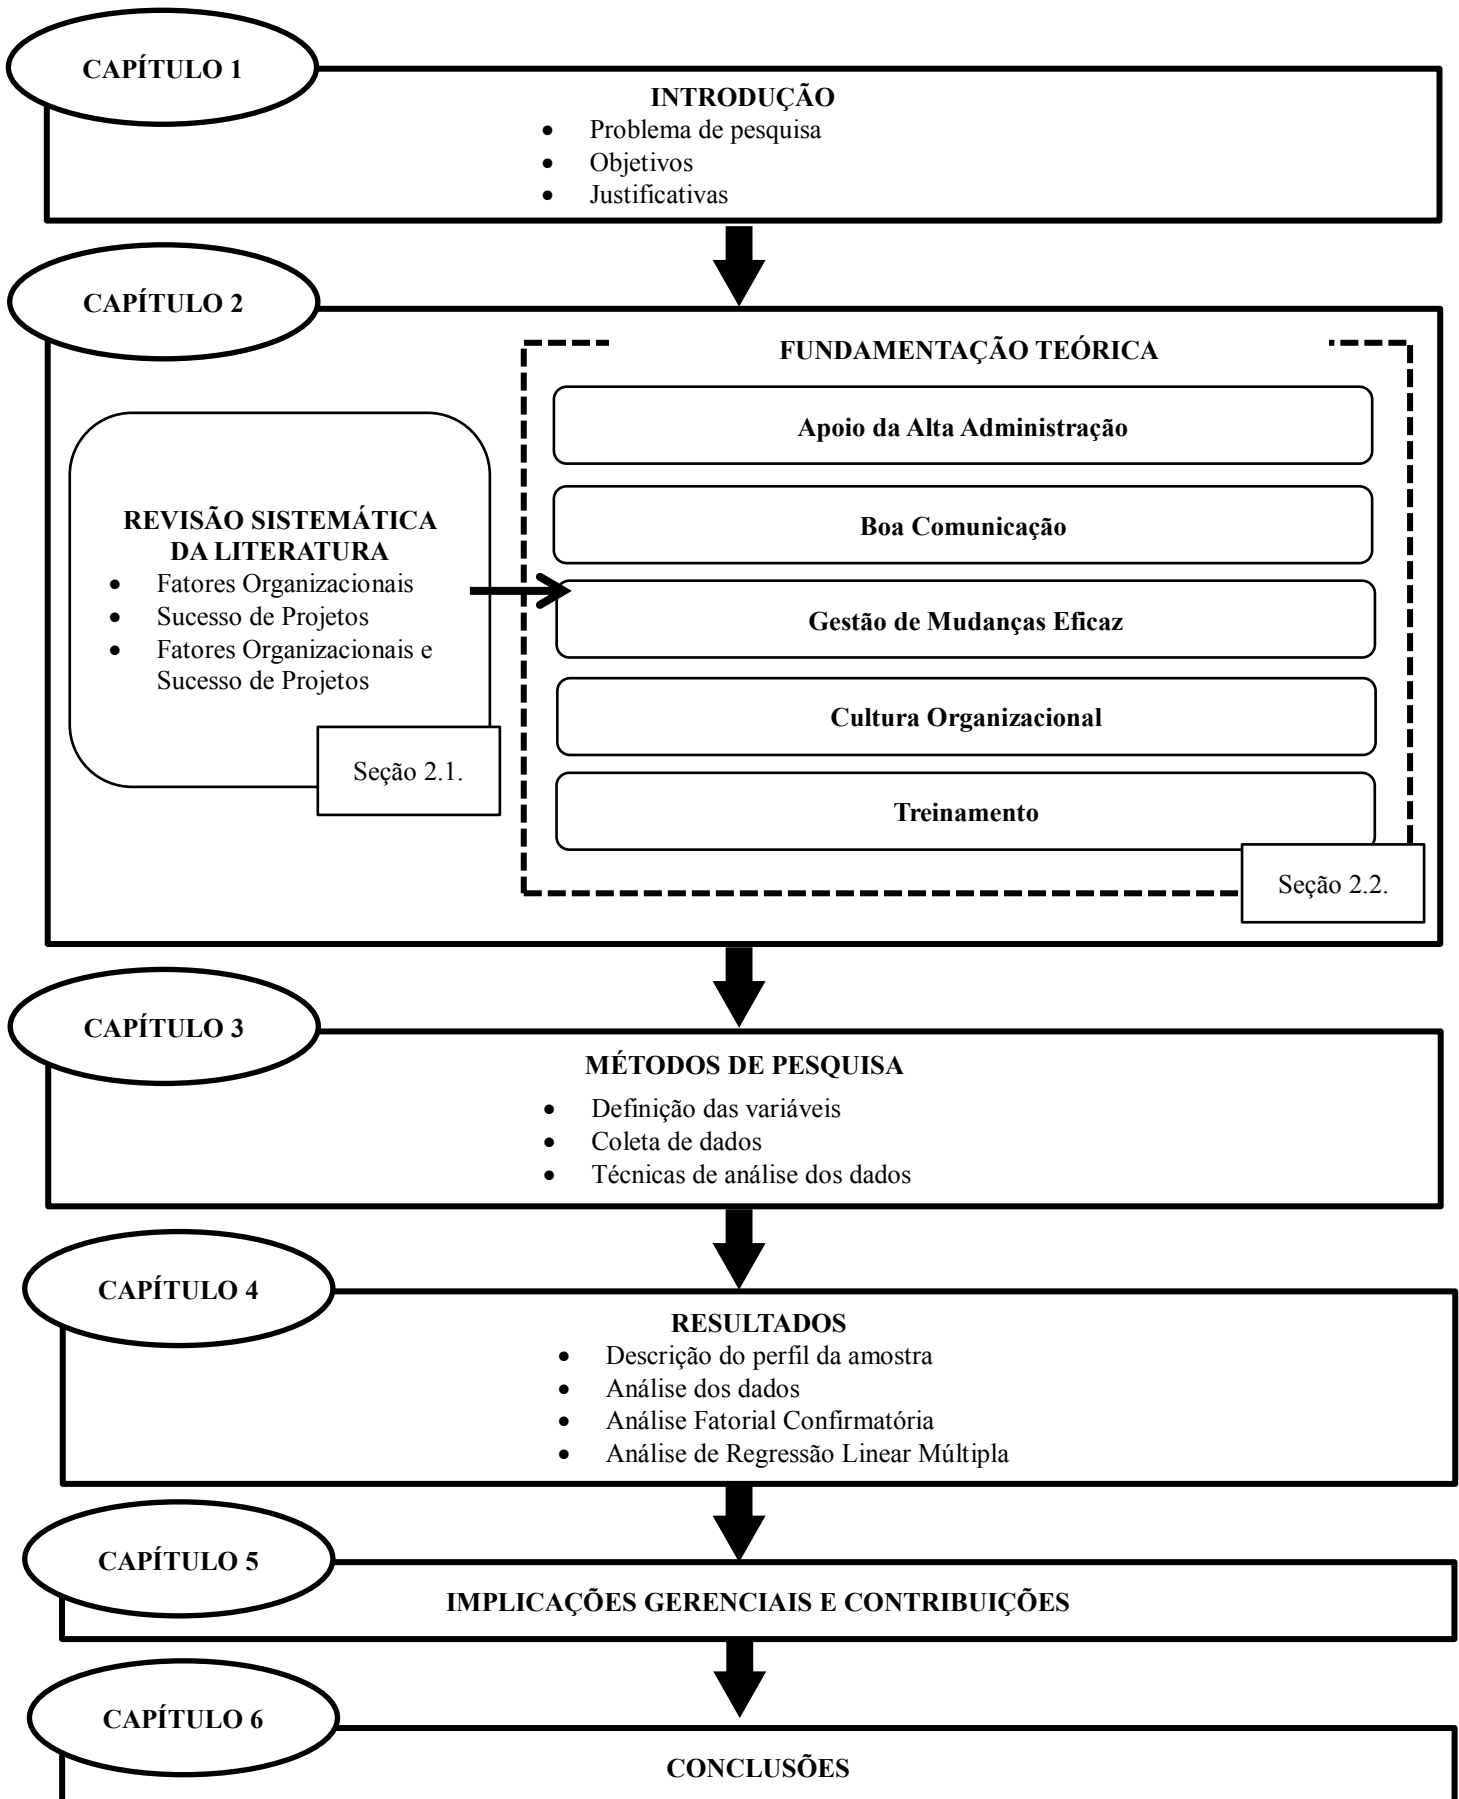 CAPÍTULO 1
INTRODUÇÃO
• Problema de pesquisa
• Objetivos
• Justificativas
CAPÍTULO 2
REVISÃO SISTEMÁTICA
DA LITERATURA
• Fatores Organizacionais
• Sucesso de Projetos
• Fatores Organizacionais e
Sucesso de Projetos
Seção 2.1.
FUNDAMENTAÇÃO TEÓRICA
Apoio da Alta Administração
Boa Comunicação
Gestão de Mudanças Eficaz
Cultura Organizacional
Treinamento
Seção 2.2.
CAPÍTULO 3
MÉTODOS DE PESQUISA
• Definição das variáveis
• Coleta de dados
• Técnicas de análise dos dados
CAPÍTULO 4
RESULTADOS
• Descrição do perfil da amostra
• Análise dos dados
• Análise Fatorial Confirmatória
• Análise de Regressão Linear Múltipla
CAPÍTULO 5
IMPLICAÇÕES GERENCIAIS E CONTRIBUIÇÕES
CAPÍTULO 6
CONCLUSÕES